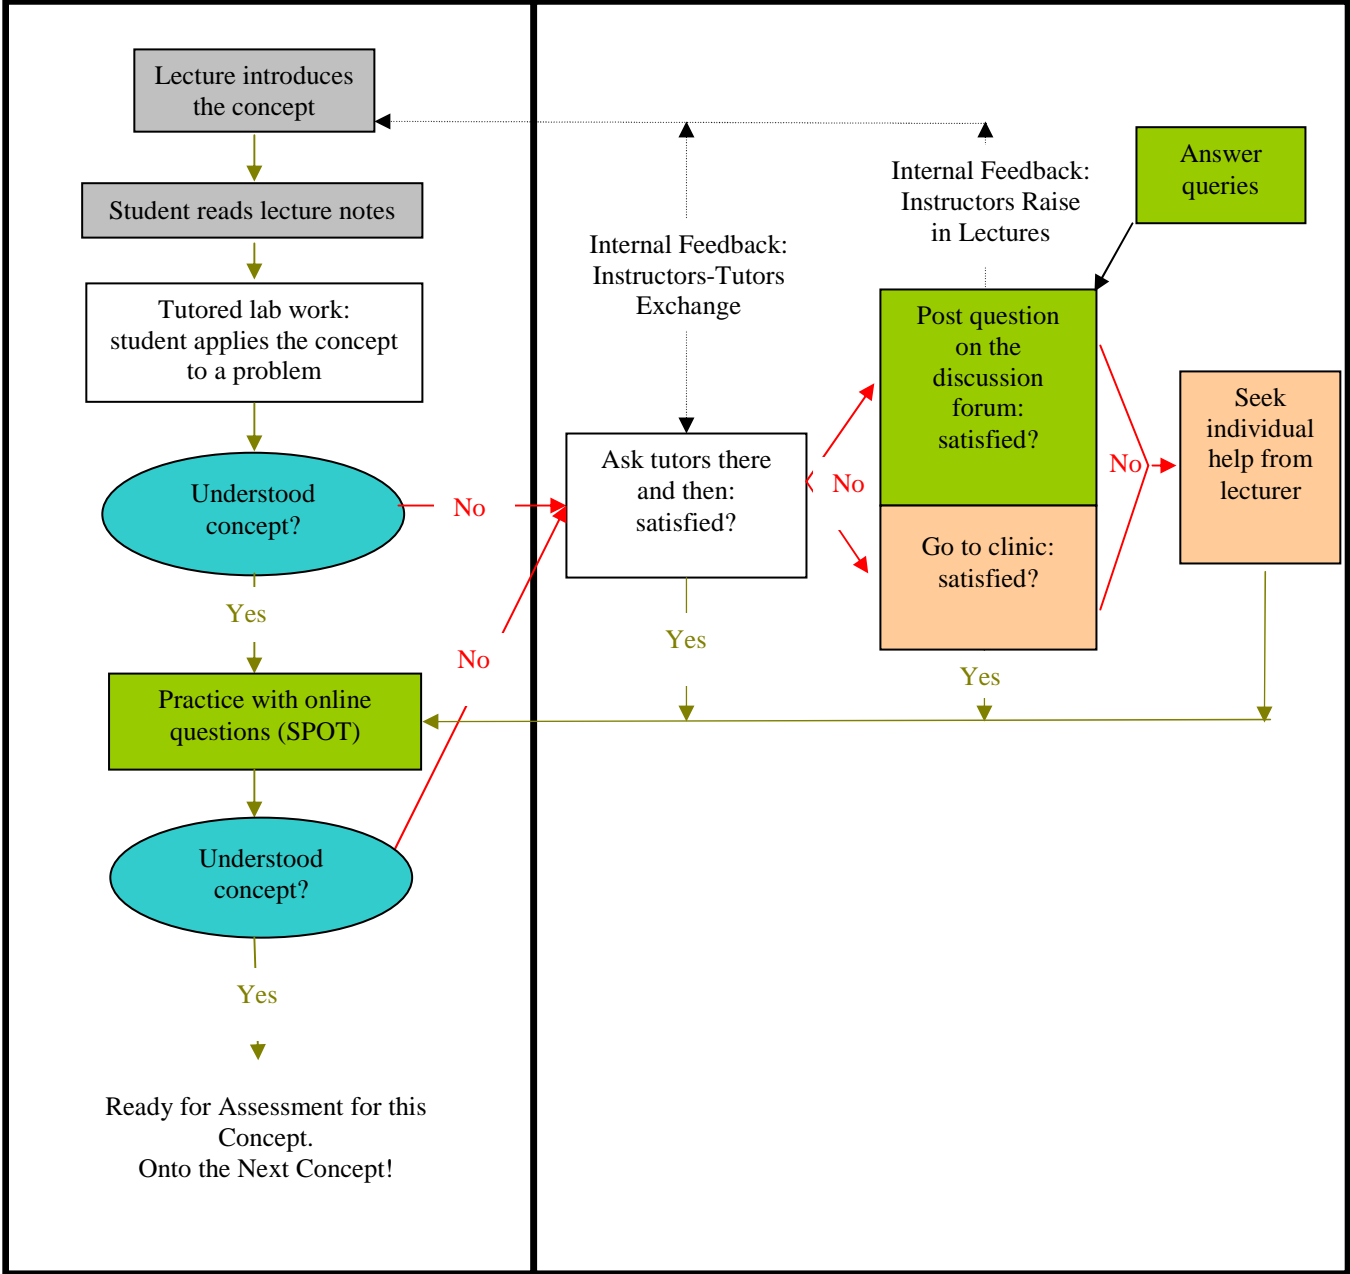 Lecture introduces
the concept
Student reads lecture notes
Tutored lab work:
student applies the concept
to a problem
Understood
concept?
No
Yes
Practice with online
questions (SPOT)
Understood
concept?
No
Yes
Ready for Assessment for this
Concept.
Onto the Next Concept!
Internal Feedback:
Instructors-Tutors
Exchange
Ask tutors there
and then:
satisfied?
No
Yes
Internal Feedback:
Instructors Raise
in Lectures
Answer
queries
Post question
on the
discussion
forum:
satisfied?
Go to clinic:
satisfied?
No
Yes
Seek
individual
help from
lecturer